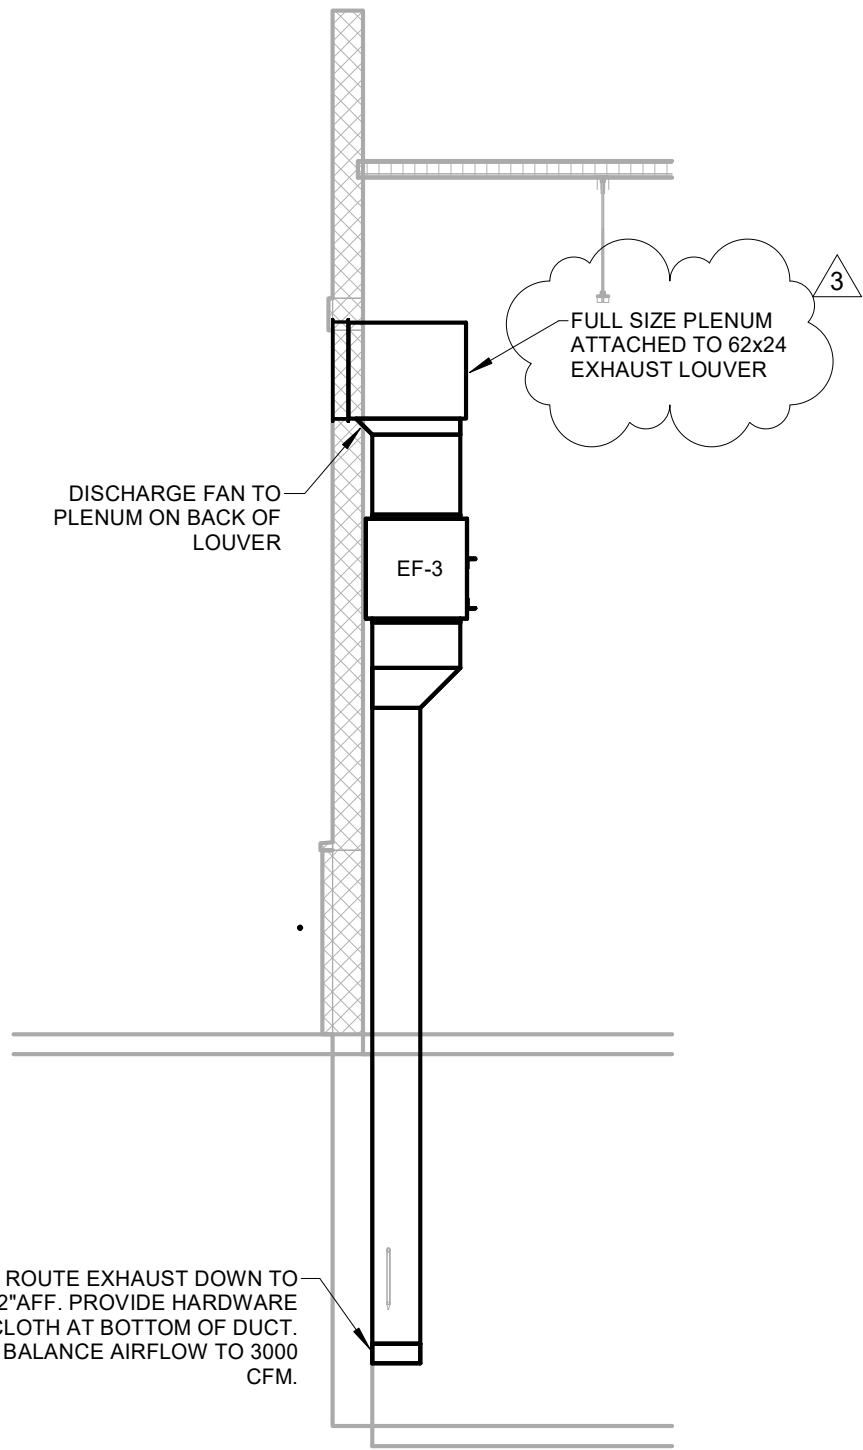 3
FULL SIZE PLENUM
ATTACHED TO 62x24
EXHAUST LOUVER
DISCHARGE FAN TO
PLENUM ON BACK OF
LOUVER
EF-3
ROUTE EXHAUST DOWN TO
2"AFF. PROVIDE HARDWARE
CLOTH AT BOTTOM OF DUCT.
BALANCE AIRFLOW TO 3000
CFM.